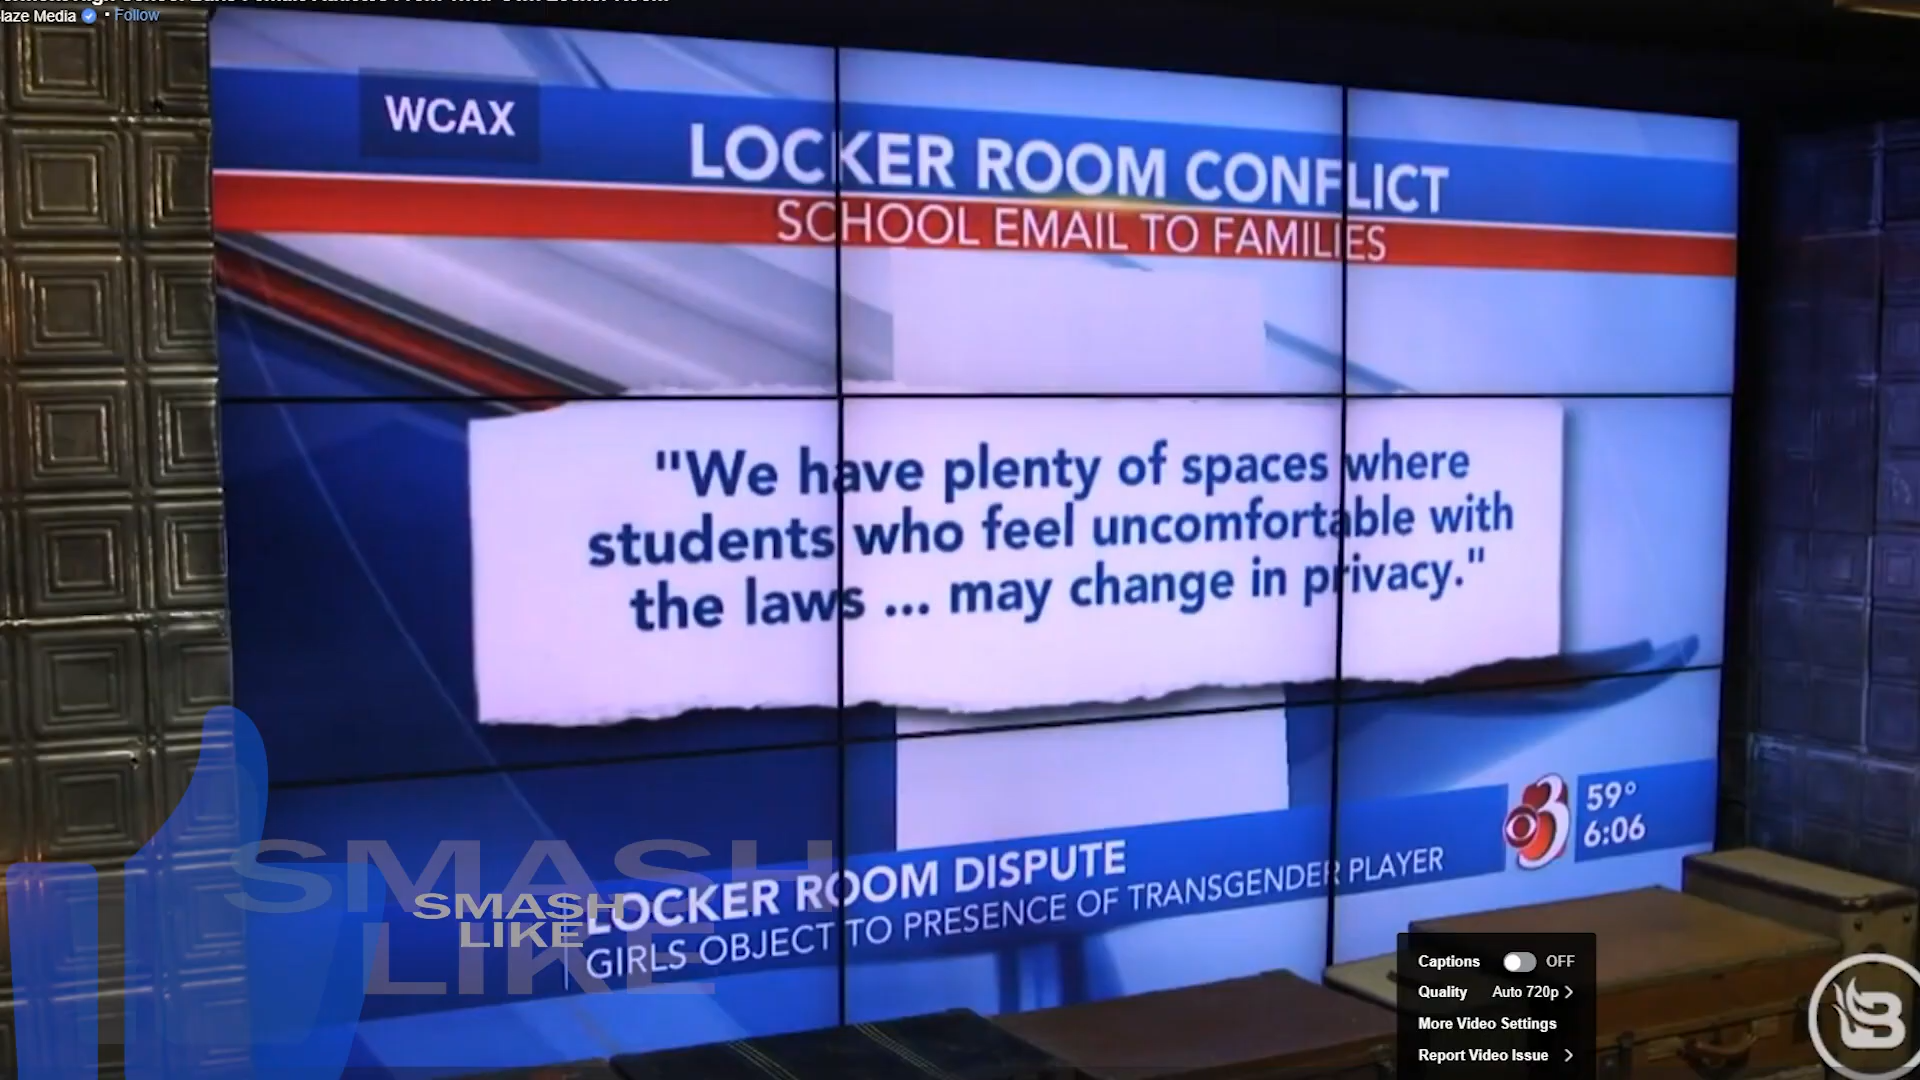 laze Media • Follow
WCAX
LOCKER ROOM CONFLICT
SCHOOL EMAIL TO FAMILIES
"We have plenty of spaces where
students who feel uncomfortable with
the laws ... may change in privacy."
59°
6:06
3
LOCKER ROOM DISPUTE
GIRLS OBJECT TO PRESENCE OF TRANSGENDER PLAYER
SMASH
LIKE
SMASH
LIKE
Captions OFF
Quality Auto 720p
More Video Settings
Report Video Issue
B